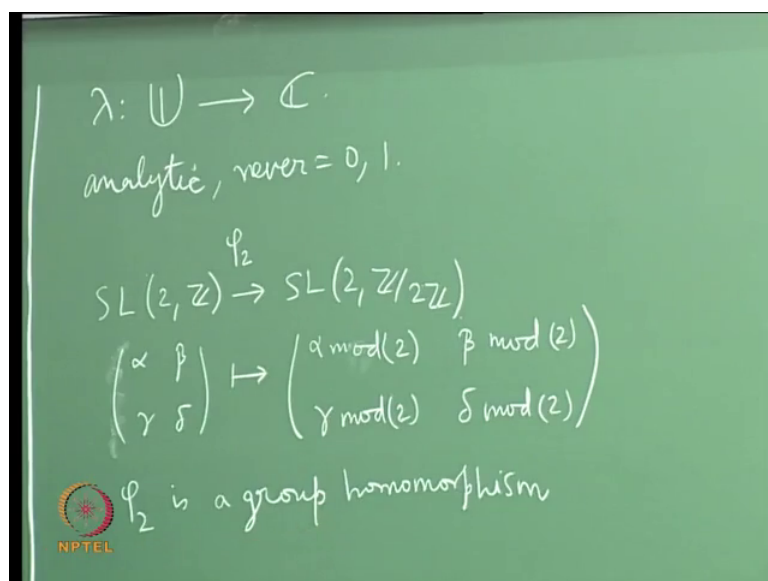 λ: 𝕌 → ℂ.
analytic, never = 0, 1.
φ₂
SL(2, ℤ) → SL(2, ℤ/2ℤ)
(α β) ↦ (α mod(2) β mod(2))
(γ δ) (γ mod(2) δ mod(2))
φ₂ is a group homomorphism
NPTEL